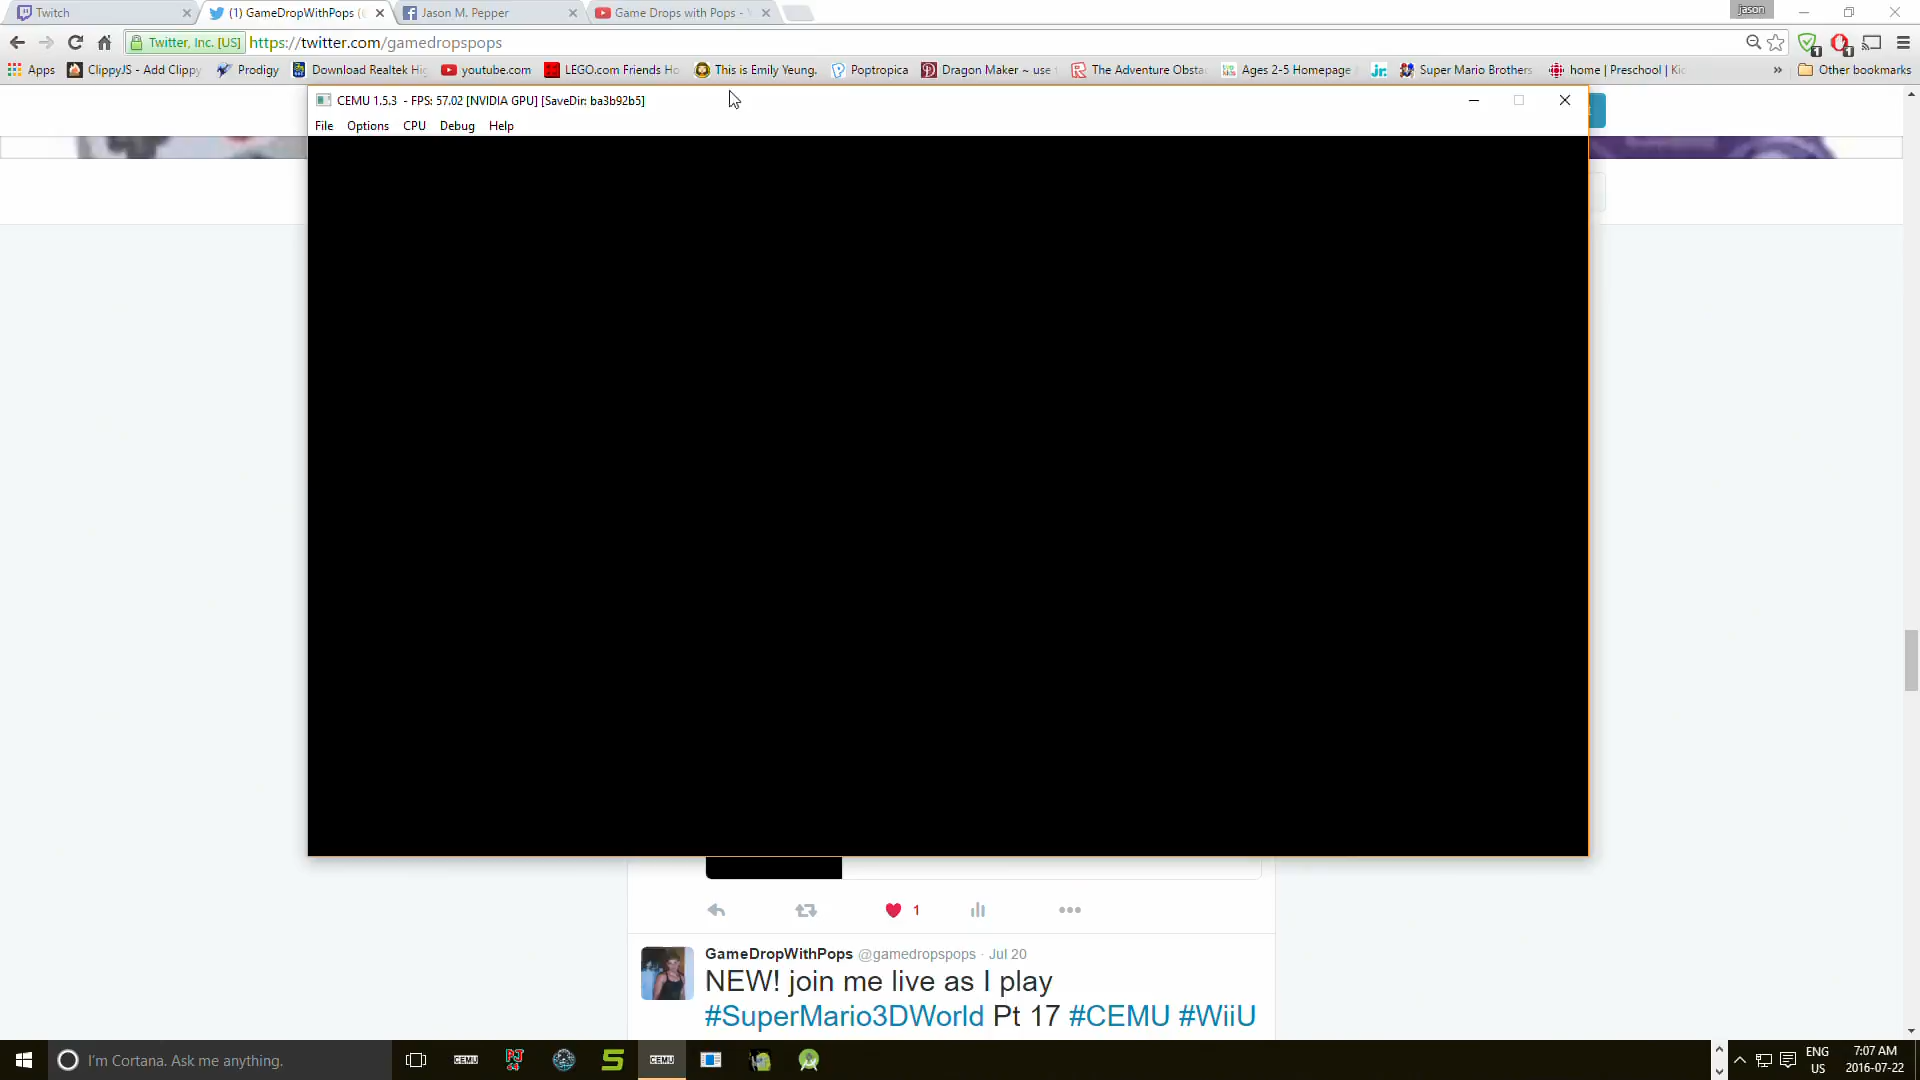 Twitch
(1) GameDropWithPops (
Jason M. Pepper
Game Drops with Pops -
jason
Twitter, Inc. [US]
https://twitter.com/gamedropspops
Apps
ClippyJS - Add Clippy
Prodigy
Download Realtek Hi
youtube.com
LEGO.com Friends Ho
This is Emily Yeung.
Poptropica
Dragon Maker ~ use
The Adventure Obsta
Ages 2-5 Homepage
Super Mario Brothers
home | Preschool | Ki
Other bookmarks
CEMU 1.5.3 - FPS: 57.02 [NVIDIA GPU] [SaveDir: ba3b92b5]
File Options CPU Debug Help
1
GameDropWithPops @gamedropspops · Jul 20
NEW! join me live as I play
#SuperMario3DWorld Pt 17 #CEMU #WiiU
I'm Cortana. Ask me anything.
CEMU
CEMU
ENG
US
7:07 AM
2016-07-22